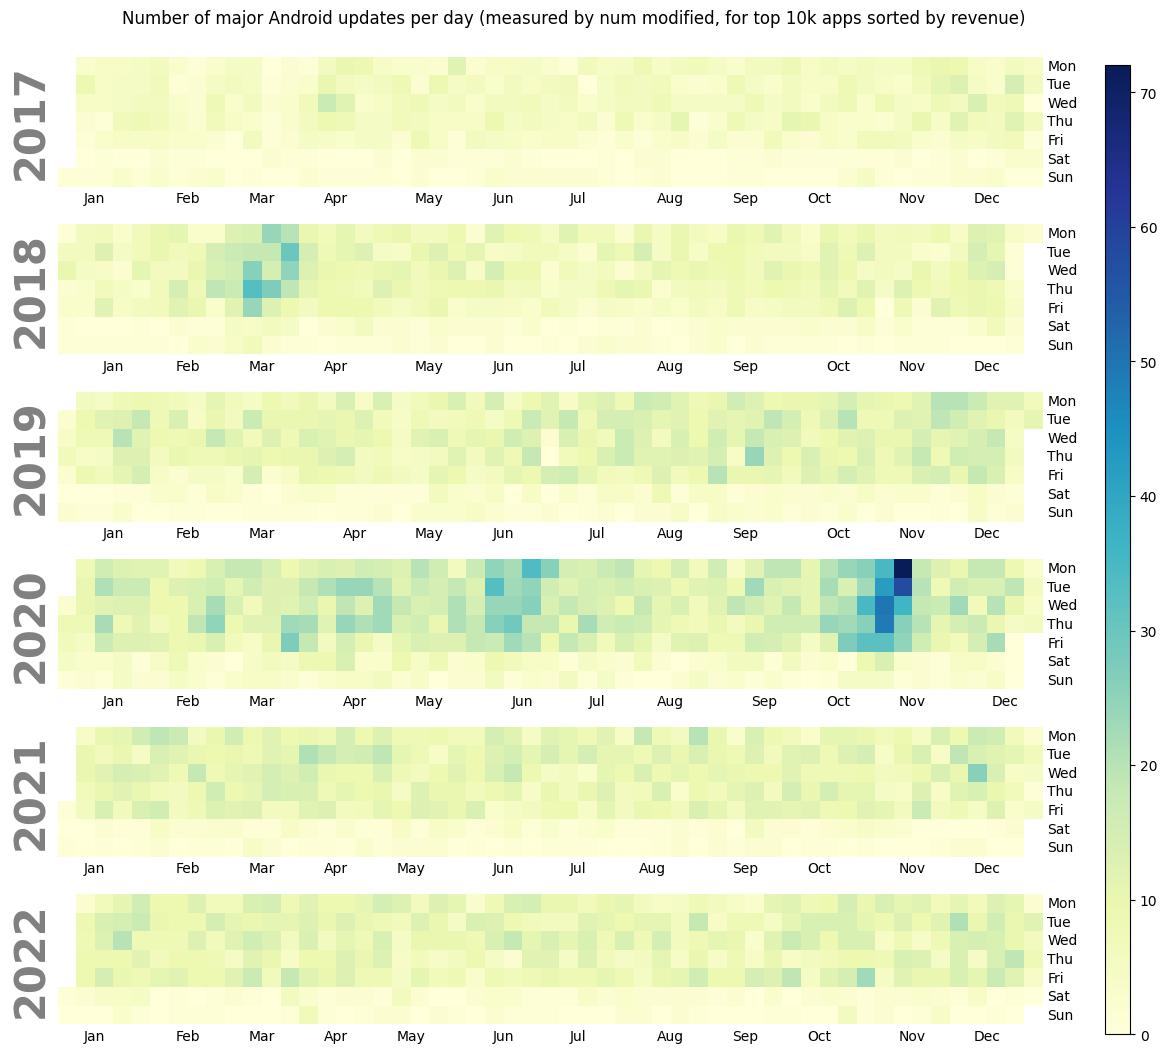 Number of major Android updates per day (measured by num modified, for top 10k apps sorted by revenue)
2017
Mon
Tue
Wed
Thu
Fri
Sat
Sun
Jan Feb Mar Apr May Jun Jul Aug Sep Oct Nov Dec
2018
Mon
Tue
Wed
Thu
Fri
Sat
Sun
Jan Feb Mar Apr May Jun Jul Aug Sep Oct Nov Dec
2019
Mon
Tue
Wed
Thu
Fri
Sat
Sun
Jan Feb Mar Apr May Jun Jul Aug Sep Oct Nov Dec
2020
Mon
Tue
Wed
Thu
Fri
Sat
Sun
Jan Feb Mar Apr May Jun Jul Aug Sep Oct Nov Dec
2021
Mon
Tue
Wed
Thu
Fri
Sat
Sun
Jan Feb Mar Apr May Jun Jul Aug Sep Oct Nov Dec
2022
Mon
Tue
Wed
Thu
Fri
Sat
Sun
Jan Feb Mar Apr May Jun Jul Aug Sep Oct Nov Dec
70
60
50
40
30
20
10
0